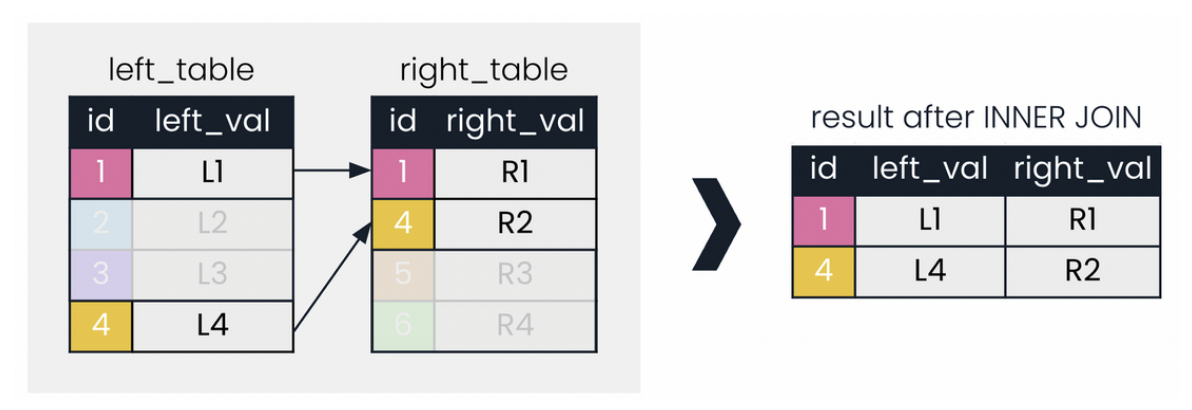 left_table
id left_val
1 L1
2 L2
3 L3
4 L4
right_table
id right_val
1 R1
4 R2
5 R3
6 R4
result after INNER JOIN
id left_val right_val
1 L1 R1
4 L4 R2